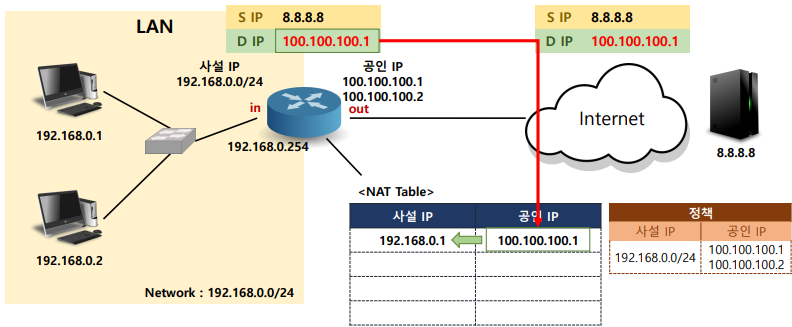 LAN
S IP 8.8.8.8
D IP 100.100.100.1
S IP 8.8.8.8
D IP 100.100.100.1
사설 IP
192.168.0.0/24
공인 IP
100.100.100.1
100.100.100.2
in
out
192.168.0.1
192.168.0.254
Internet
8.8.8.8
192.168.0.2
Network : 192.168.0.0/24
<NAT Table>
사설 IP 공인 IP
192.168.0.1 100.100.100.1
정책
사설 IP 공인 IP
192.168.0.0/24 100.100.100.1
100.100.100.2